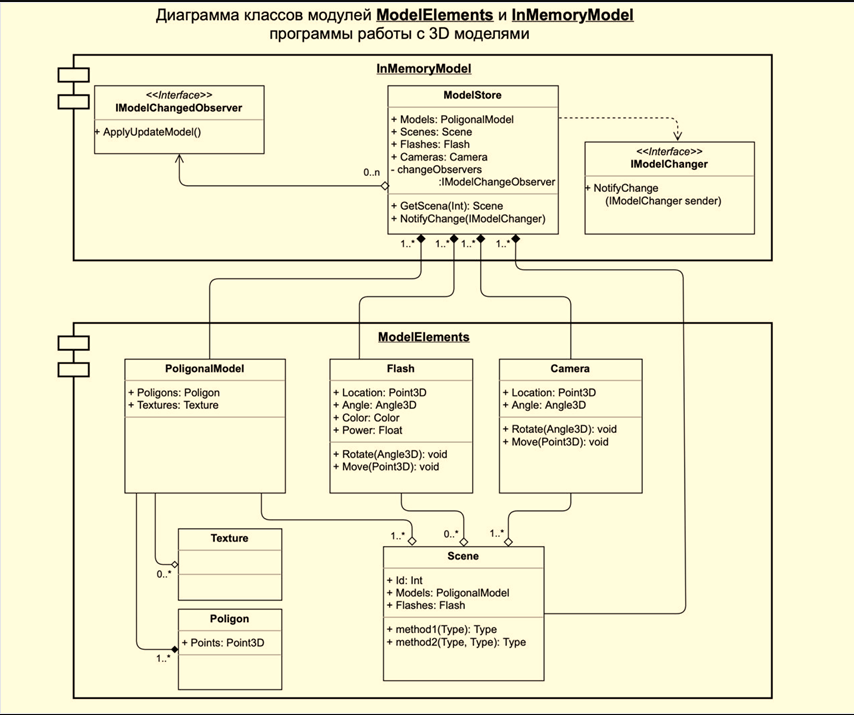 Диаграмма классов модулей ModelElements и InMemoryModel
программы работы с 3D моделями
InMemoryModel
<<Interface>>
IModelChangedObserver
+ ApplyUpdateModel()
ModelStore
+ Models: PoligonalModel
+ Scenes: Scene
+ Flashes: Flash
+ Cameras: Camera
- changeObservers
:IModelChangeObserver
+ GetScena(Int): Scene
+ NotifyChange(IModelChanger)
<<Interface>>
IModelChanger
+ NotifyChange
(IModelChanger sender)
0..n
1..*
1..*
1..*
1..*
ModelElements
PoligonalModel
+ Poligons: Poligon
+ Textures: Texture
Flash
+ Location: Point3D
+ Angle: Angle3D
+ Color: Color
+ Power: Float
+ Rotate(Angle3D): void
+ Move(Point3D): void
Camera
+ Location: Point3D
+ Angle: Angle3D
+ Rotate(Angle3D): void
+ Move(Point3D): void
1..*
0..*
1..*
Texture
0..*
Poligon
+ Points: Point3D
1..*
Scene
+ Id: Int
+ Models: PoligonalModel
+ Flashes: Flash
+ method1(Type): Type
+ method2(Type, Type): Type